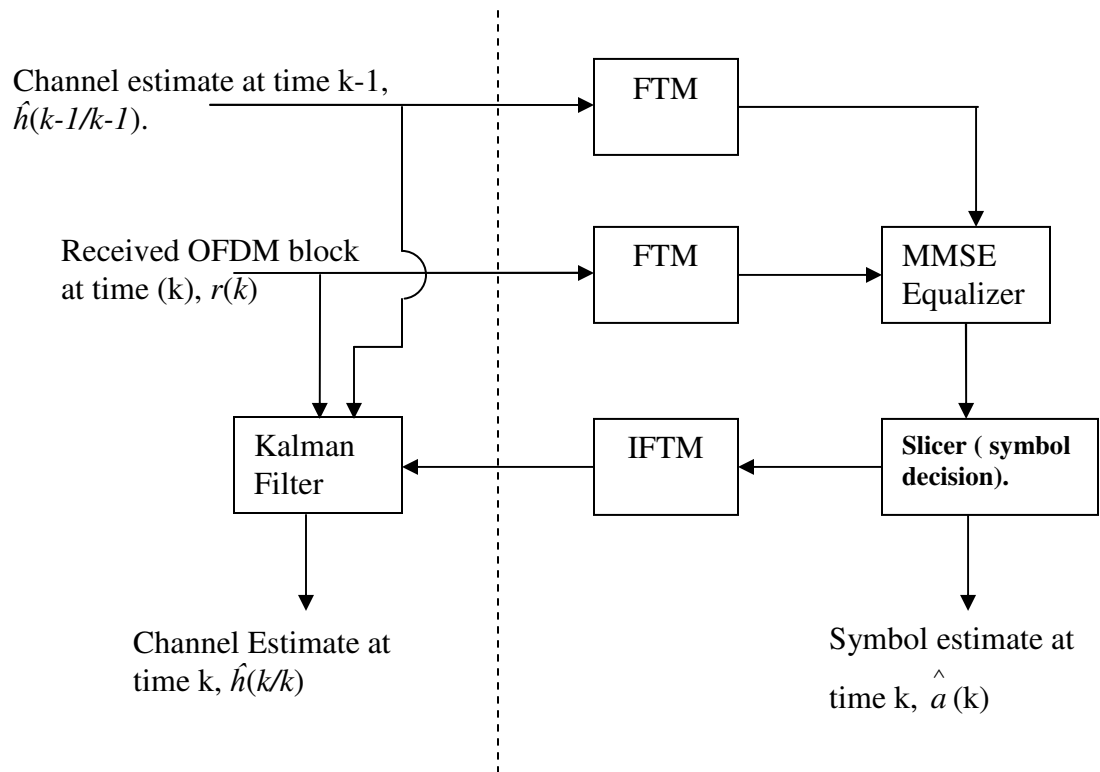 Channel estimate at time k-1,
ĥ(k-1/k-1).
FTM
Received OFDM block
at time (k), r(k)
FTM
MMSE
Equalizer
Kalman
Filter
IFTM
Slicer ( symbol
decision).
Channel Estimate at
time k, ĥ(k/k)
Symbol estimate at
time k, â (k)